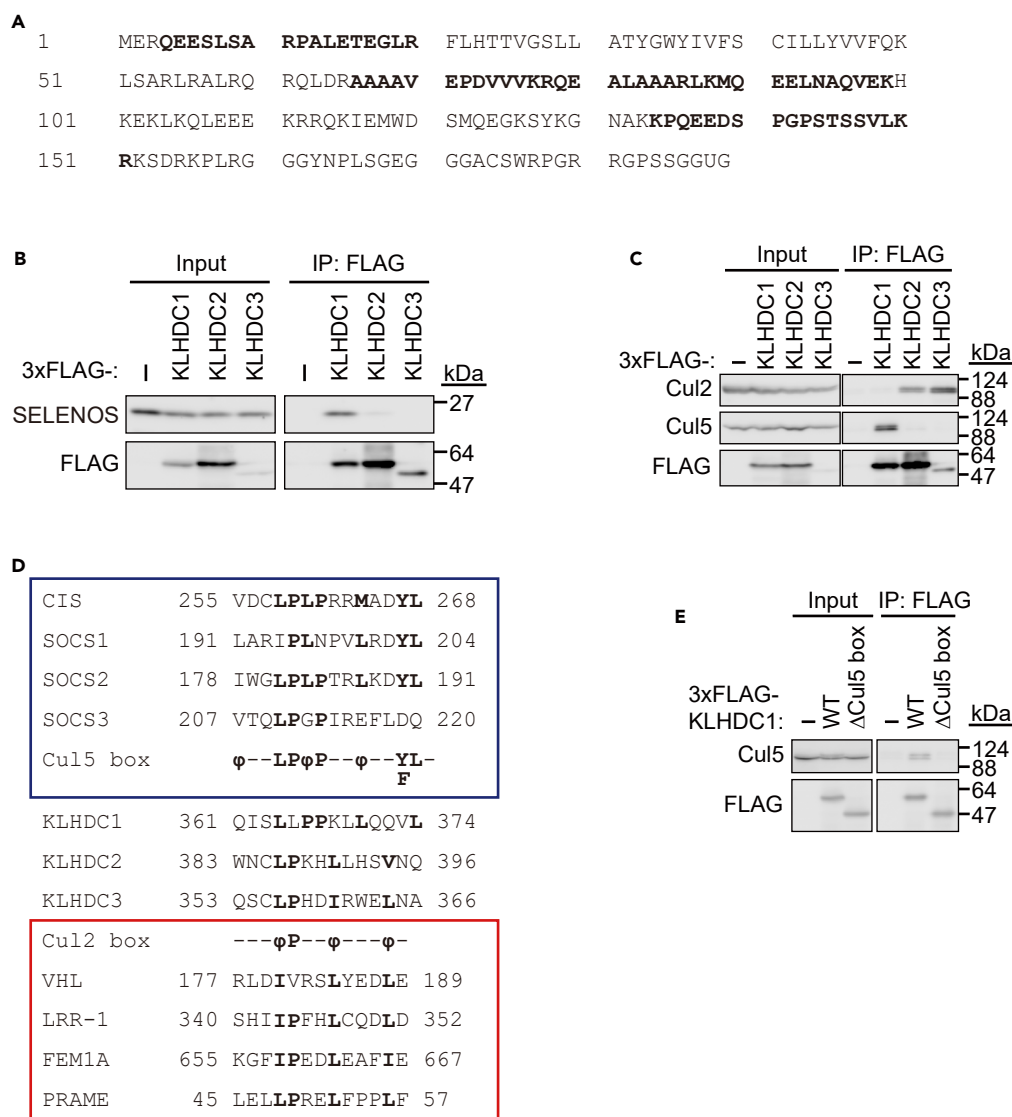 A
1 MERQEESLSA RPALETEGLR FLHTTVGSLL ATYGWYIVFS CILLYVVFQK
51 LSARLRALRQ RQLDRAAAAV EPDVVVKRQE ALAAARLKMQ EELNAQVEKH
101 KEKLKQLEEE KRRQKIEMWD SMQEGKSYKG NAKKPQEEDS PGPSTSSVLK
151 RKSDRKPLRG GGYNPLSGEG GGACSWRPGR RGPSSGGUG
B
Input IP: FLAG
3xFLAG-: – KLHDC1 KLHDC2 KLHDC3 – KLHDC1 KLHDC2 KLHDC3 kDa
SELENOS 27
FLAG 64
47
C
Input IP: FLAG
3xFLAG-: – KLHDC1 KLHDC2 KLHDC3 – KLHDC1 KLHDC2 KLHDC3 kDa
Cul2 124
88
Cul5 124
88
FLAG 64
47
D
CIS 255 VDCLPLPRRMADYL 268
SOCS1 191 LARIPLNPVLRDYL 204
SOCS2 178 IWGLPLPTRLKDYL 191
SOCS3 207 VTQLPGPIREFLDQ 220
Cul5 box φ--LPφP--φ--YL-
F
KLHDC1 361 QISLLPPKLLQQVL 374
KLHDC2 383 WNCLPKHLLHSVNQ 396
KLHDC3 353 QSCLPHDIRWELNA 366
Cul2 box ---φP--φ---φ-
VHL 177 RLDIVRSLYEDLE 189
LRR-1 340 SHIIPFHLCQDLD 352
FEM1A 655 KGFIPEDLEAFIE 667
PRAME 45 LELLPRELFPPLF 57
E
Input IP: FLAG
3xFLAG-
KLHDC1: – WT ΔCul5 box – WT ΔCul5 box kDa
Cul5 124
88
FLAG 64
47